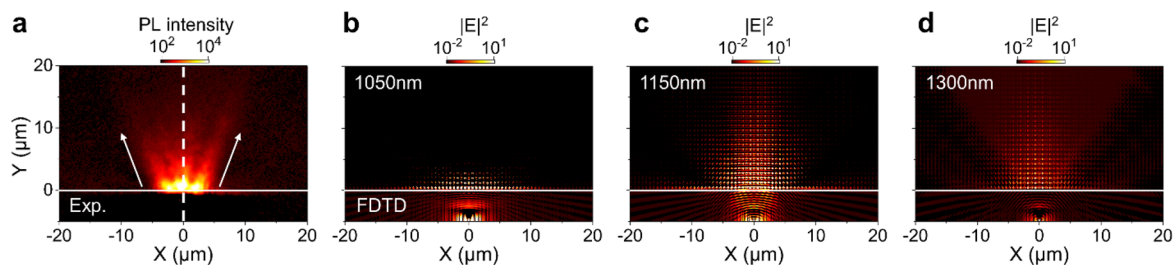 a b c d
PL intensity |E|2 |E|2 |E|2
102 104 10-2 101 10-2 101 10-2 101
20 1050nm 1150nm 1300nm
Y (µm)
10
0
Exp. FDTD
-20 -10 0 10 20 -20 -10 0 10 20 -20 -10 0 10 20 -20 -10 0 10 20
X (µm) X (µm) X (µm) X (µm)